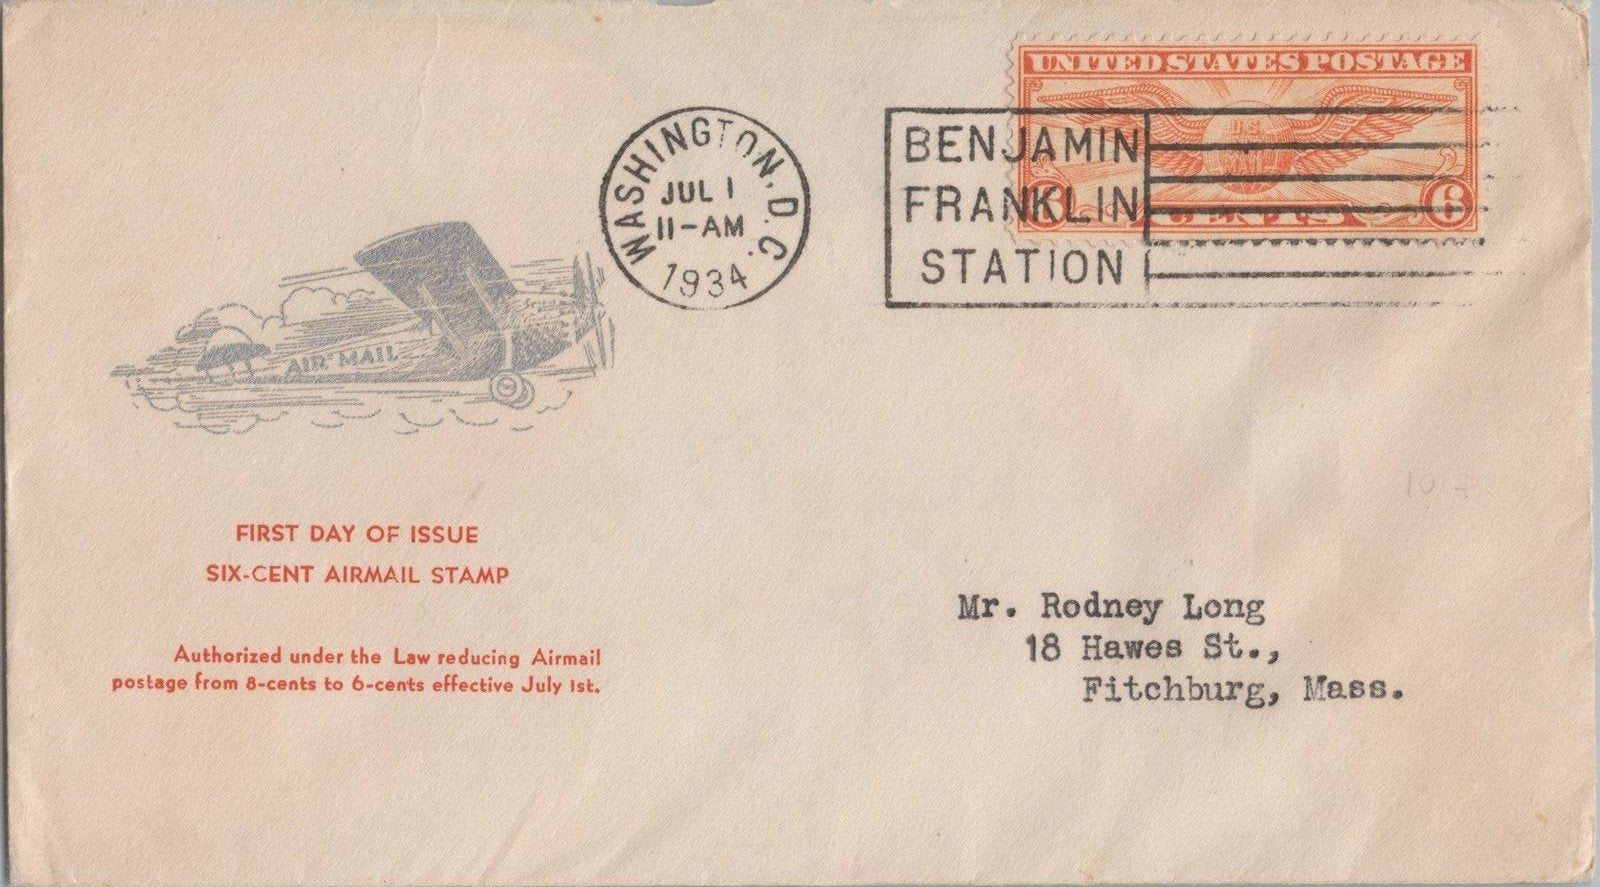 UNITED STATES POSTAGE
U.S.
6 CENTS 6
WASHINGTON, D.C.
JUL 1
11-AM
1934
BENJAMIN
FRANKLIN
STATION
AIR MAIL
FIRST DAY OF ISSUE
SIX-CENT AIRMAIL STAMP
Authorized under the Law reducing Airmail
postage from 8-cents to 6-cents effective July 1st.
Mr. Rodney Long
18 Hawes St.,
Fitchburg, Mass.